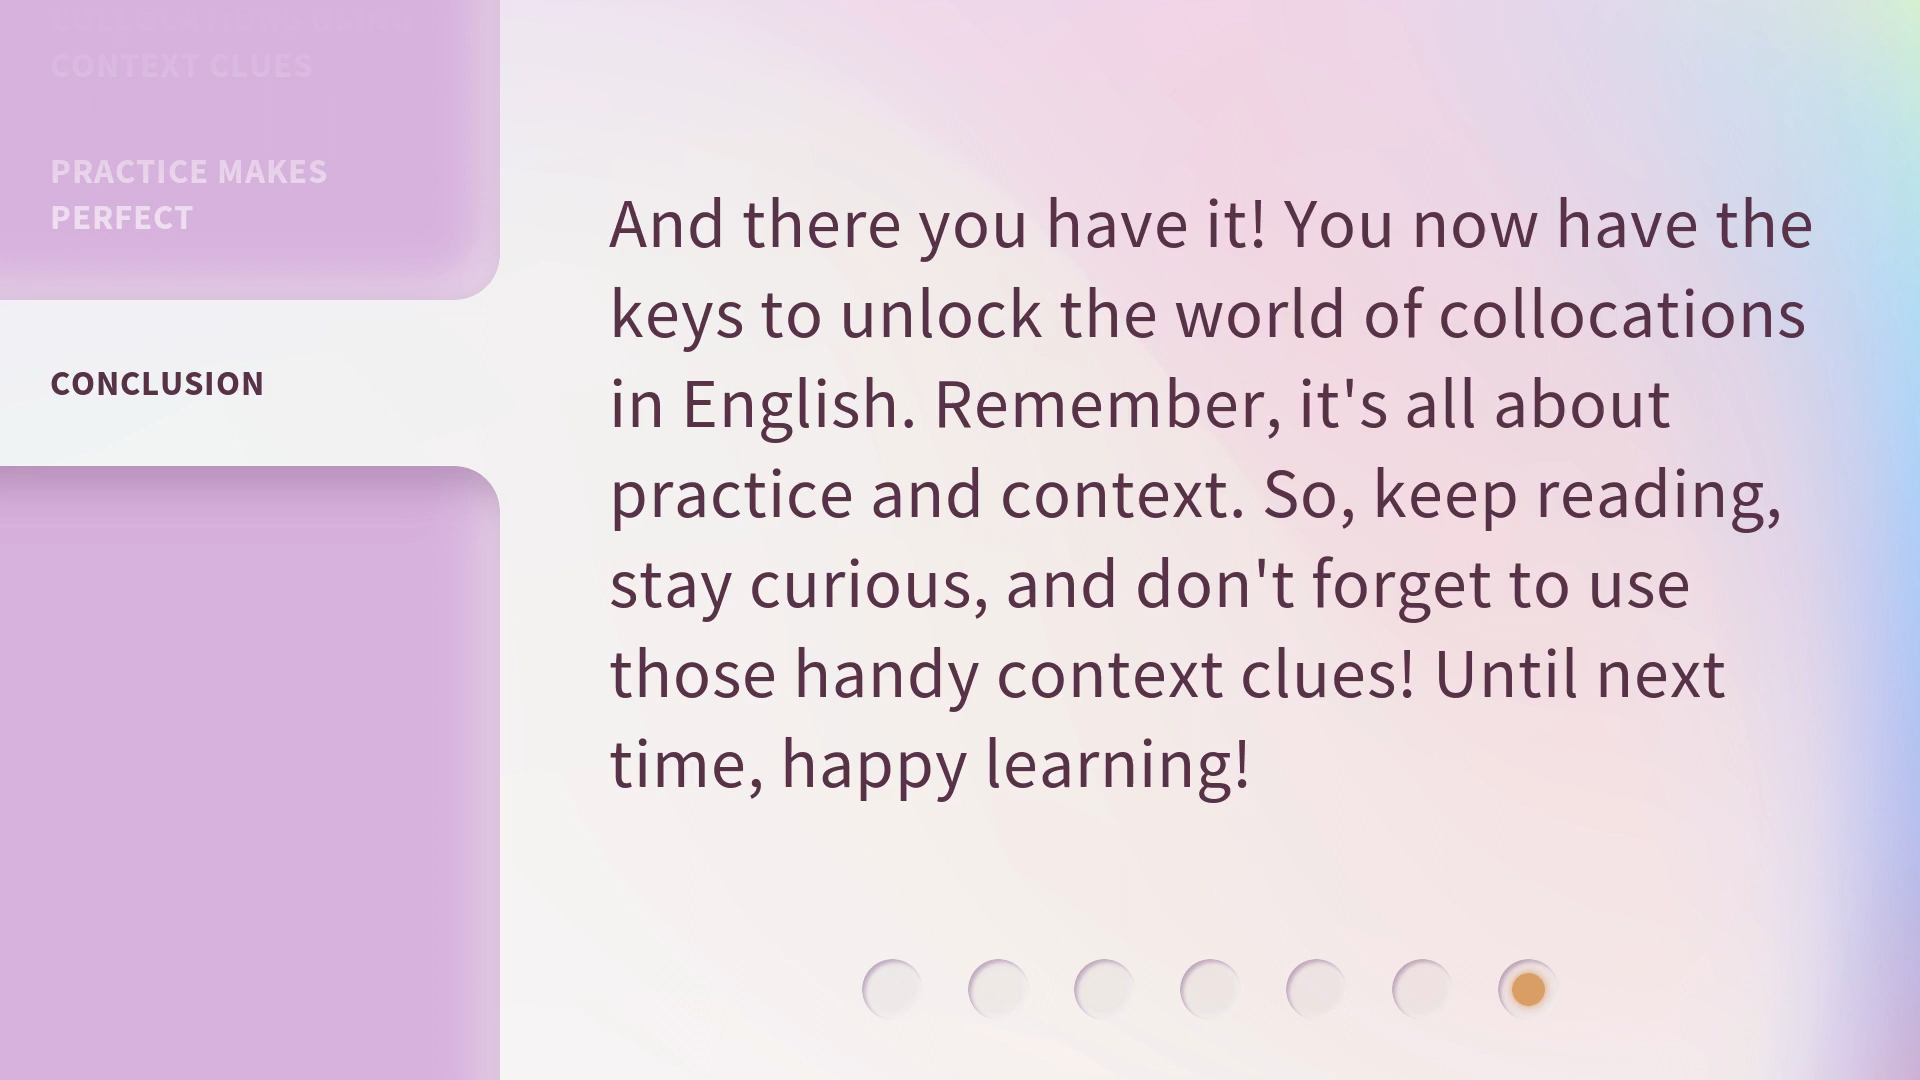 CONTEXT CLUES
PRACTICE MAKES
PERFECT
CONCLUSION
And there you have it! You now have the
keys to unlock the world of collocations
in English. Remember, it's all about
practice and context. So, keep reading,
stay curious, and don't forget to use
those handy context clues! Until next
time, happy learning!